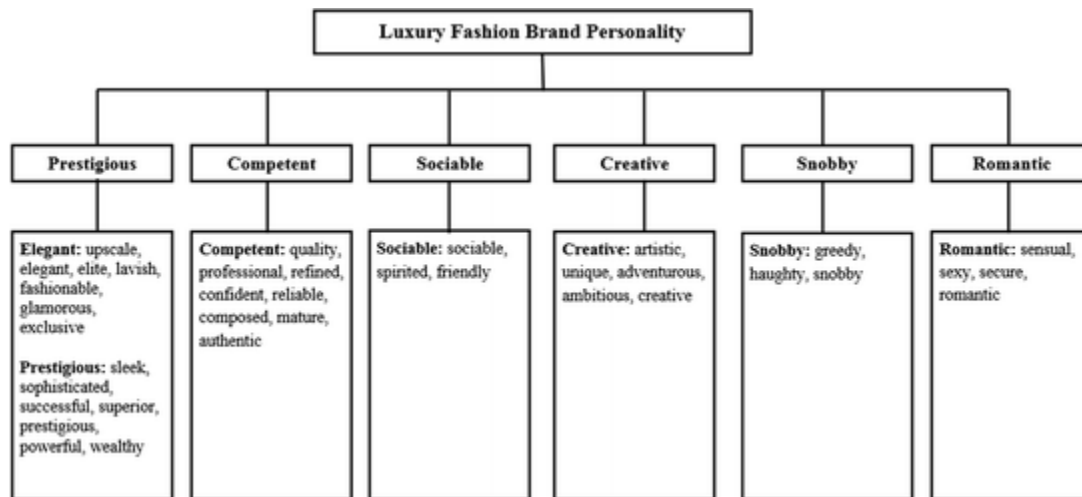 Luxury Fashion Brand Personality
Prestigious
Competent
Sociable
Creative
Snobby
Romantic
Elegant: upscale,
elegant, elite, lavish,
fashionable,
glamorous,
exclusive
Prestigious: sleek,
sophisticated,
successful, superior,
prestigious,
powerful, wealthy
Competent: quality,
professional, refined,
confident, reliable,
composed, mature,
authentic
Sociable: sociable,
spirited, friendly
Creative: artistic,
unique, adventurous,
ambitious, creative
Snobby: greedy,
haughty, snobby
Romantic: sensual,
sexy, secure,
romantic